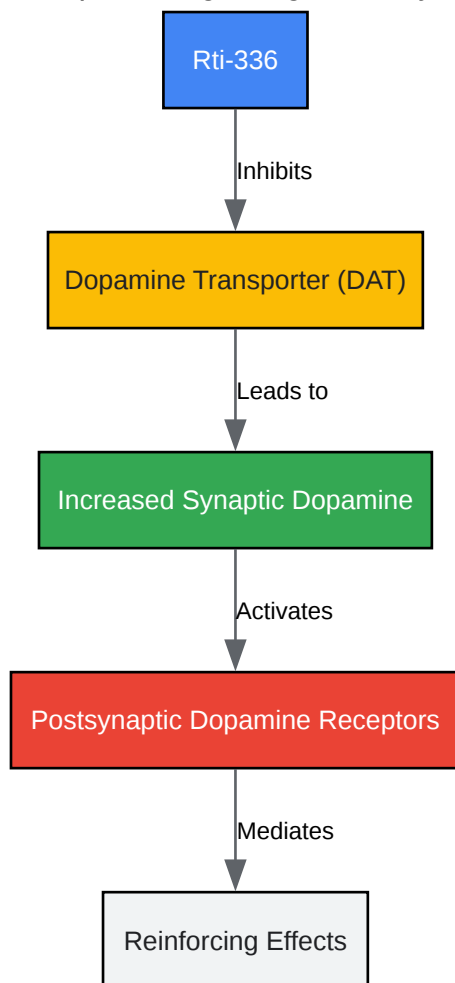 Rti-336
Inhibits
Dopamine Transporter (DAT)
Leads to
Increased Synaptic Dopamine
Activates
Postsynaptic Dopamine Receptors
Mediates
Reinforcing Effects